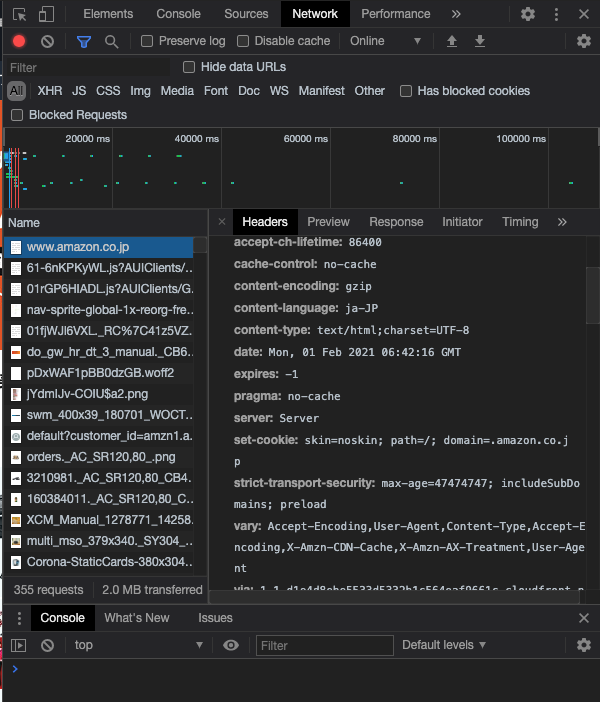 Elements Console Sources Network Performance »
Preserve log Disable cache Online
Filter Hide data URLs
All XHR JS CSS Img Media Font Doc WS Manifest Other Has blocked cookies
Blocked Requests
20000 ms 40000 ms 60000 ms 80000 ms 100000 ms
Name
www.amazon.co.jp
61-6nKPKyWL.js?AUIClients/...
01rGP6HIADL.js?AUIClients/G...
nav-sprite-global-1x-reorg-fre...
01fjWJl6VXL._RC%7C41z5VZ...
do_gw_hr_dt_3_manual._CB6...
pDxWAF1pBB0dzGB.woff2
jYdmIJv-COIU$a2.png
swm_400x39_180701_WOCT...
default?customer_id=amzn1.a...
orders._AC_SR120,80_.png
3210981._AC_SR120,80_CB4...
160384011._AC_SR120,80_C...
XCM_Manual_1278771_14258...
multi_mso_379x340._SY304_...
Corona-StaticCards-380x304...
355 requests 2.0 MB transferred
× Headers Preview Response Initiator Timing »
accept-ch-lifetime: 86400
cache-control: no-cache
content-encoding: gzip
content-language: ja-JP
content-type: text/html;charset=UTF-8
date: Mon, 01 Feb 2021 06:42:16 GMT
expires: -1
pragma: no-cache
server: Server
set-cookie: skin=noskin; path=/; domain=.amazon.co.j
p
strict-transport-security: max-age=47474747; includeSubDo
mains; preload
vary: Accept-Encoding,User-Agent,Content-Type,Accept-E
ncoding,X-Amzn-CDN-Cache,X-Amzn-AX-Treatment,User-Age
nt
via: 1.1
Console What's New Issues
top Filter Default levels